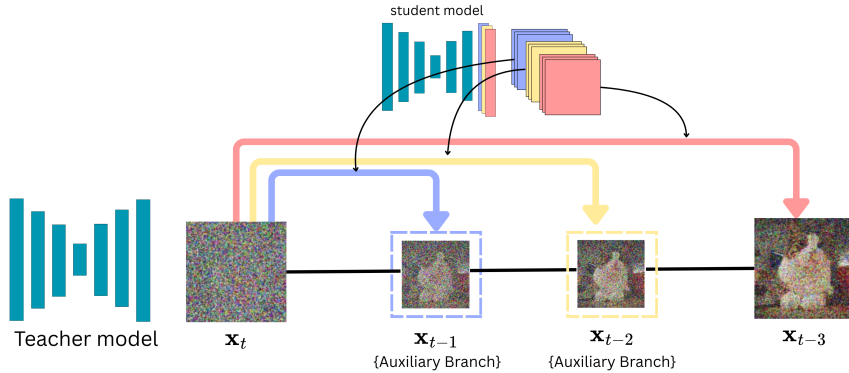 student model
Teacher model
x_t
x_{t-1}
x_{t-2}
x_{t-3}
{Auxiliary Branch}
{Auxiliary Branch}